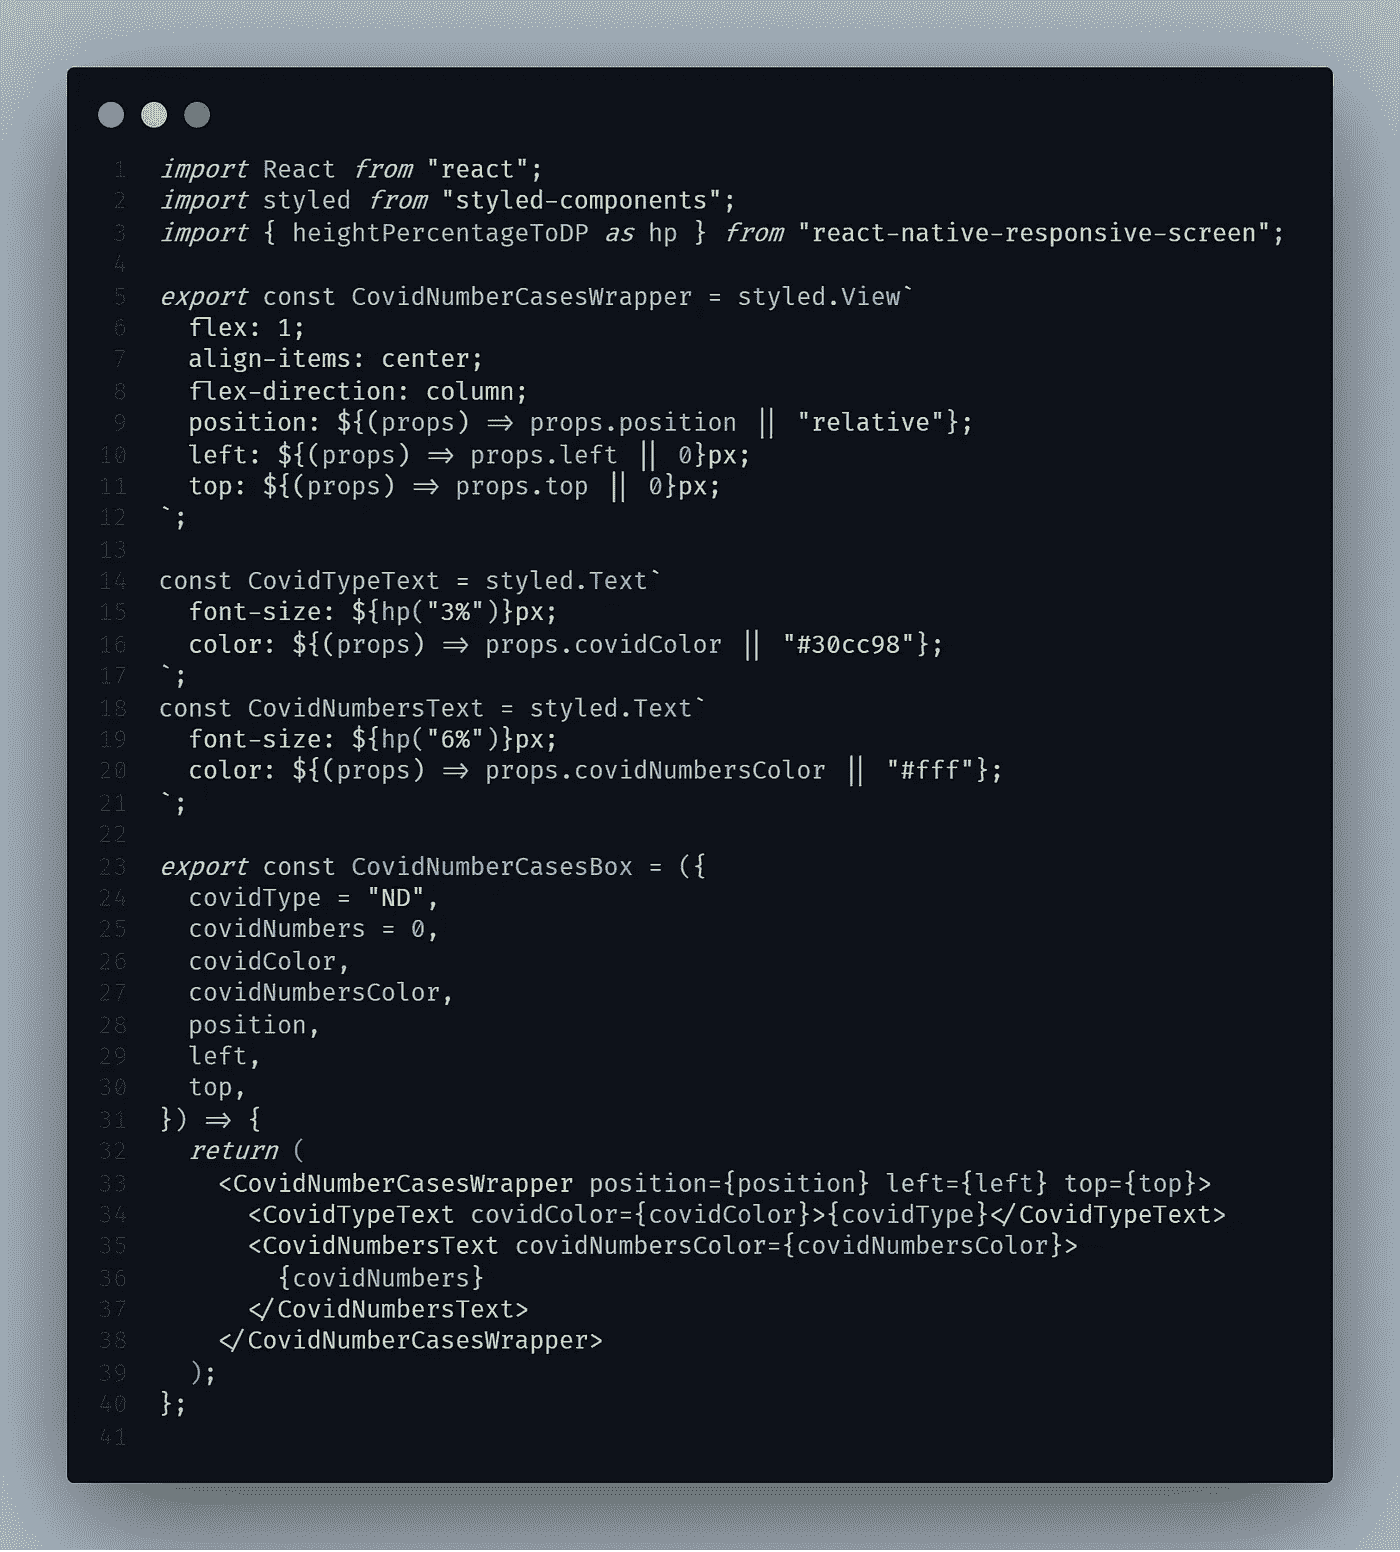 1 import React from "react";
2 import styled from "styled-components";
3 import { heightPercentageToDP as hp } from "react-native-responsive-screen";
4
5 export const CovidNumberCasesWrapper = styled.View`
6   flex: 1;
7   align-items: center;
8   flex-direction: column;
9   position: ${(props) => props.position || "relative"};
10   left: ${(props) => props.left || 0}px;
11   top: ${(props) => props.top || 0}px;
12 `;
13
14 const CovidTypeText = styled.Text`
15   font-size: ${hp("3%")}px;
16   color: ${(props) => props.covidColor || "#30cc98"};
17 `;
18 const CovidNumbersText = styled.Text`
19   font-size: ${hp("6%")}px;
20   color: ${(props) => props.covidNumbersColor || "#fff"};
21 `;
22
23 export const CovidNumberCasesBox = ({
24   covidType = "ND",
25   covidNumbers = 0,
26   covidColor,
27   covidNumbersColor,
28   position,
29   left,
30   top,
31 }) => {
32   return (
33     <CovidNumberCasesWrapper position={position} left={left} top={top}>
34       <CovidTypeText covidColor={covidColor}>{covidType}</CovidTypeText>
35       <CovidNumbersText covidNumbersColor={covidNumbersColor}>
36         {covidNumbers}
37       </CovidNumbersText>
38     </CovidNumberCasesWrapper>
39   );
40 };
41